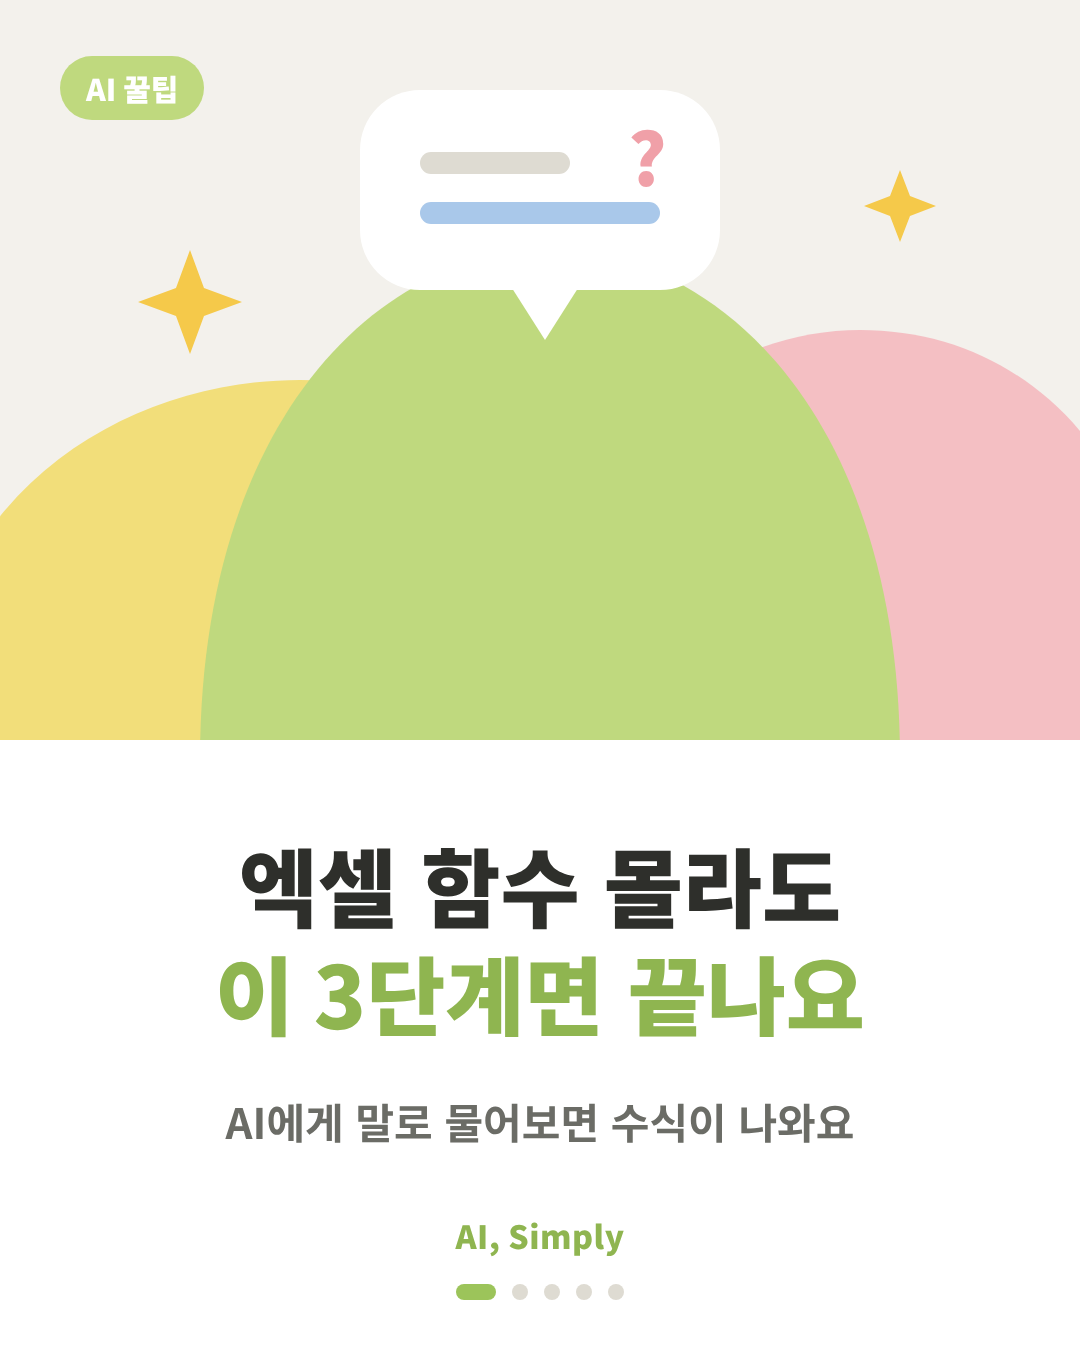 AI 꿀팁
?
엑셀 함수 몰라도
이 3단계면 끝나요
AI에게 말로 물어보면 수식이 나와요
AI, Simply